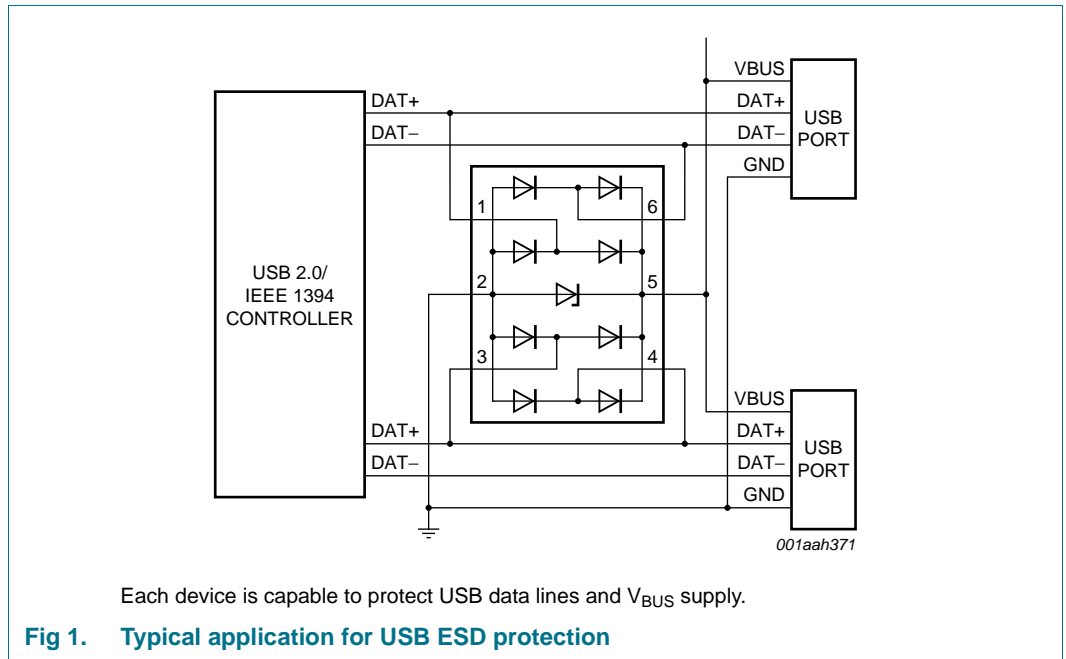 VBUS
DAT+
DAT−
GND
USB
PORT
DAT+
DAT−
USB 2.0/
IEEE 1394
CONTROLLER
1
6
2
5
3
4
DAT+
DAT−
VBUS
DAT+
DAT−
GND
USB
PORT
001aah371
Each device is capable to protect USB data lines and VBUS supply.
Fig 1. Typical application for USB ESD protection